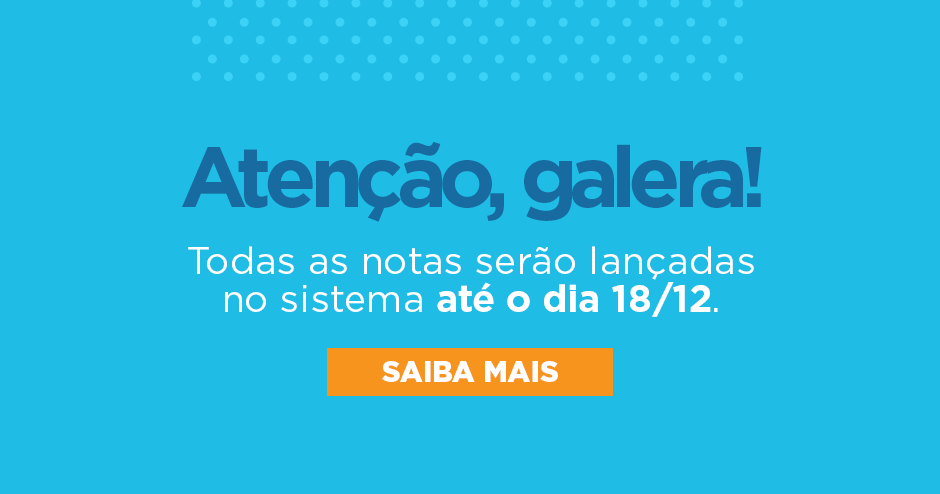 Atenção, galera!
Todas as notas serão lançadas
no sistema até o dia 18/12.
SAIBA MAIS